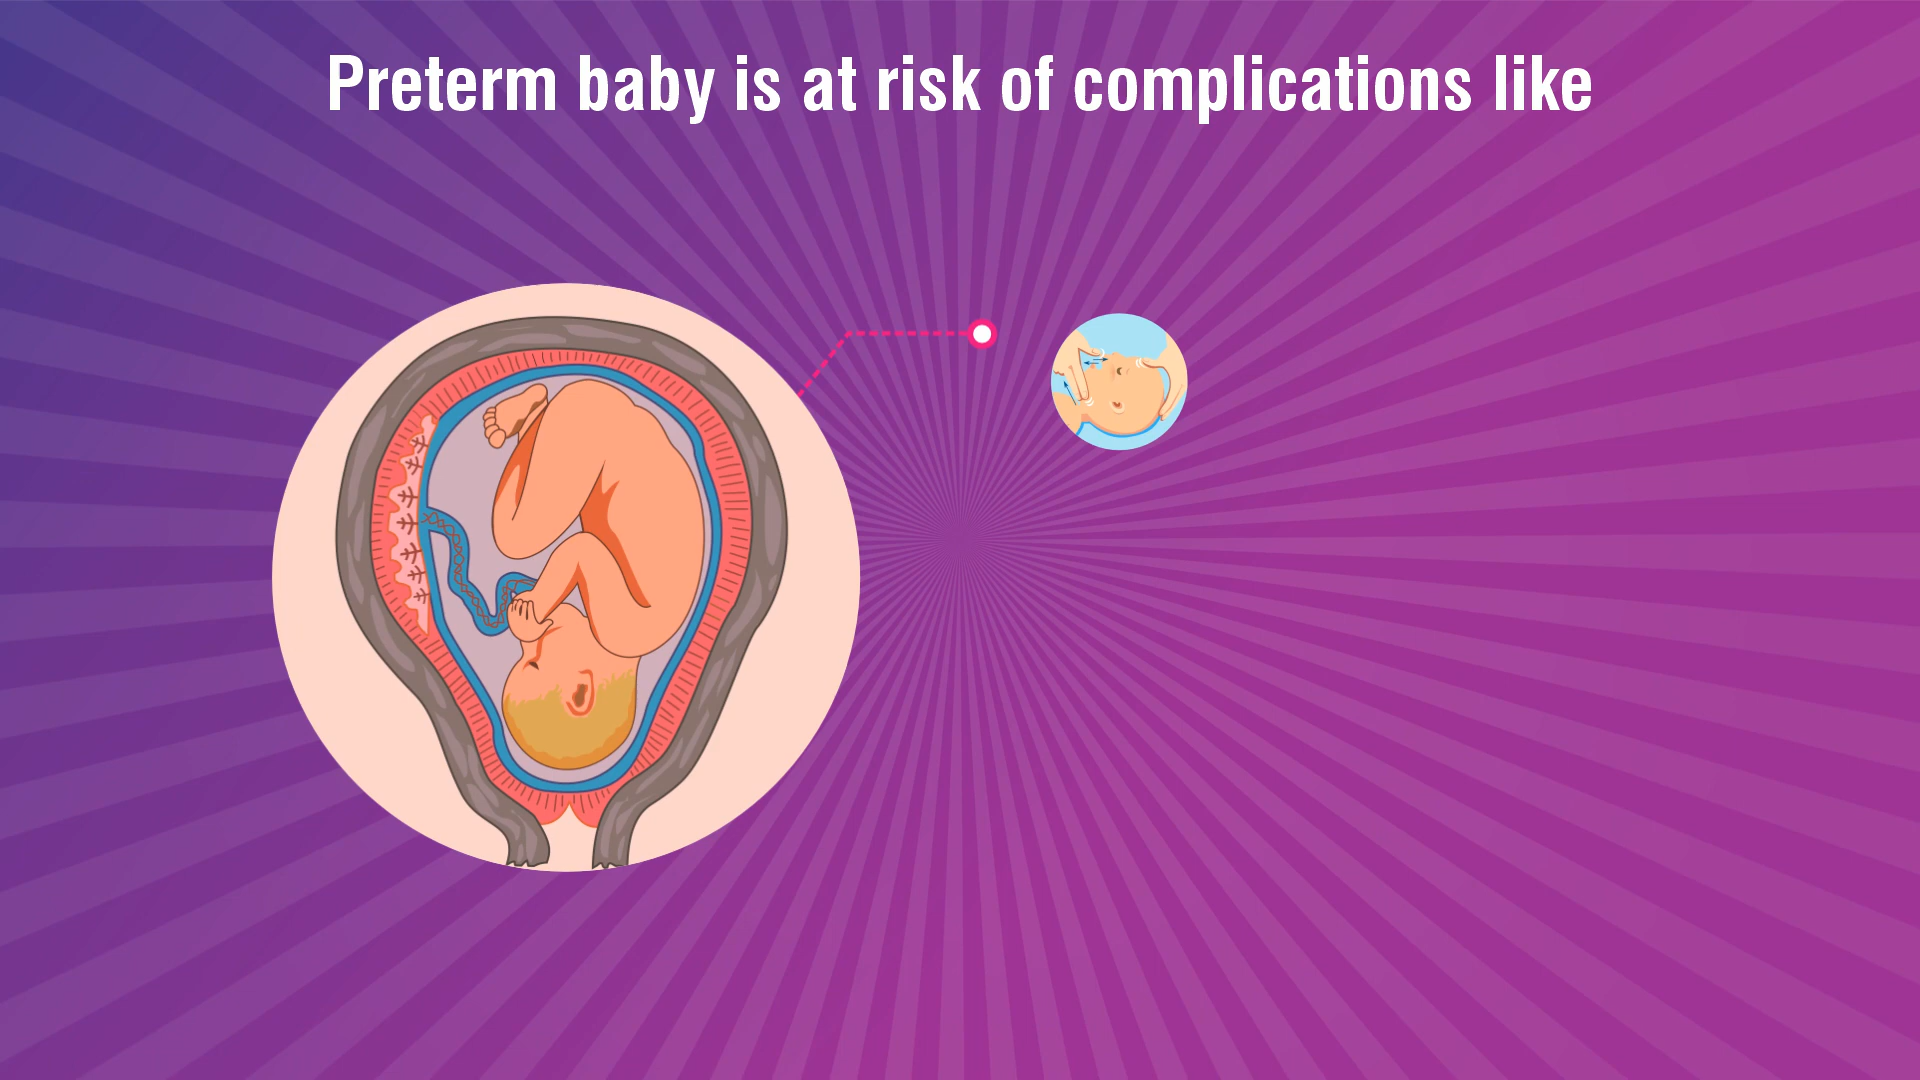 Preterm baby is at risk of complications like